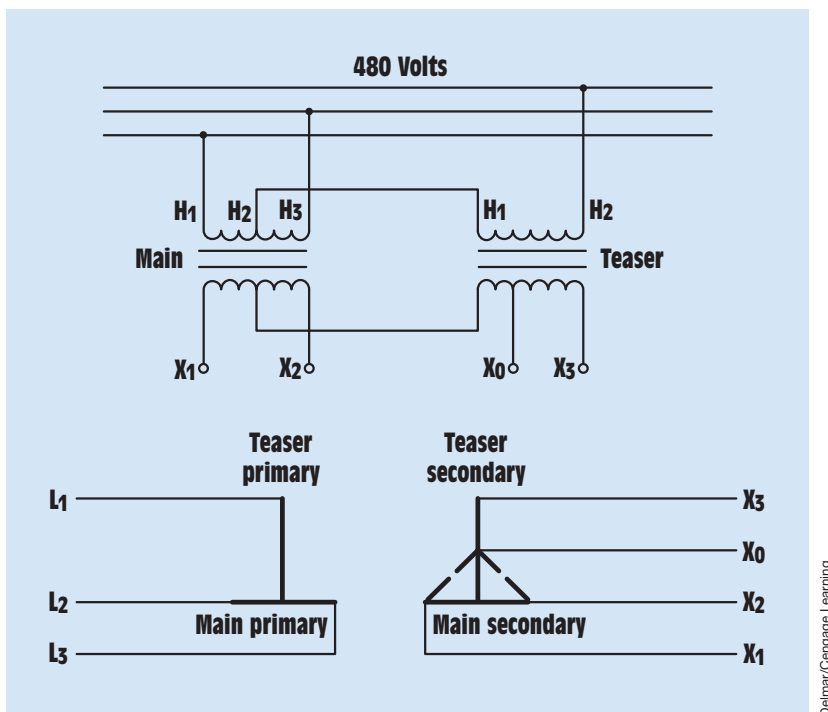 480 Volts
H1 H2 H3 H1 H2
Main Teaser
X1 X2 X0 X3
Teaser
primary
Teaser
secondary
L1 X3
X0
L2 X2
Main primary Main secondary
L3 X1
Delmar/Cengage Learning